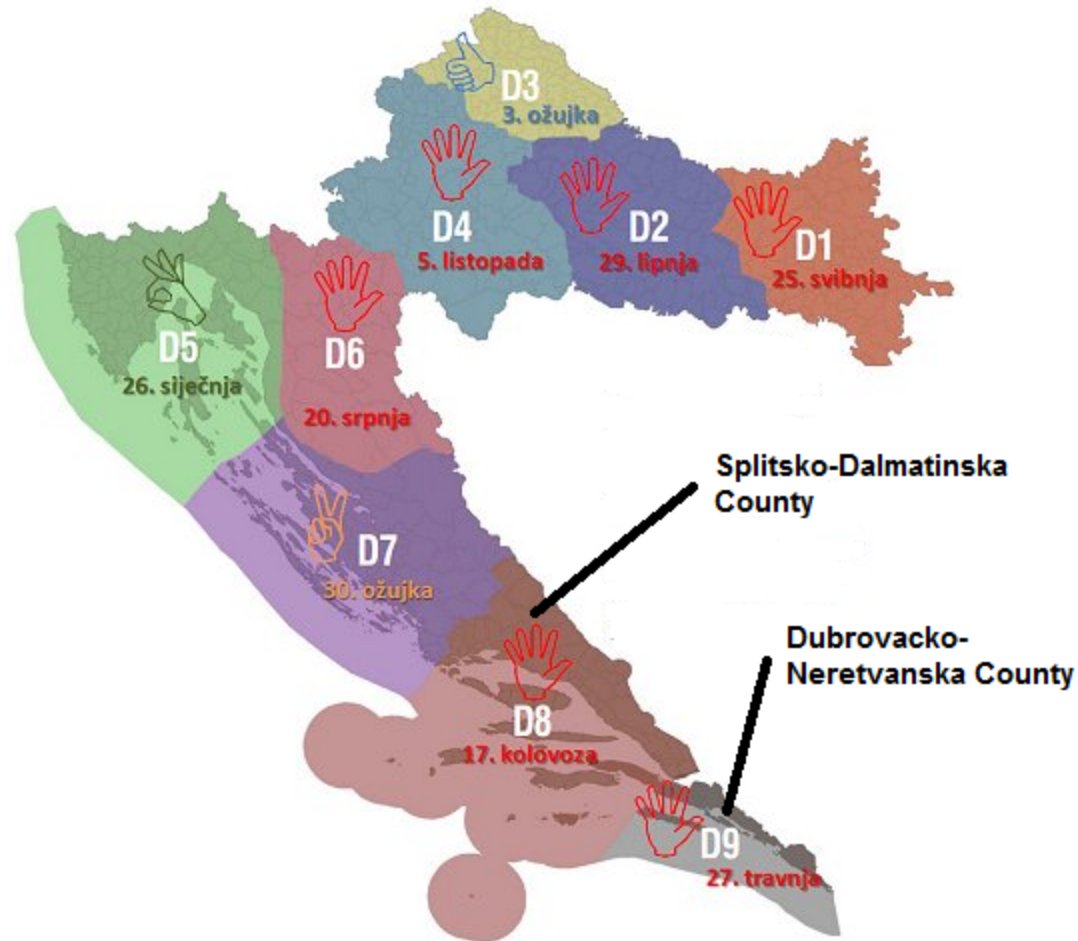 D3
3. ožujka
D4
5. listopada
D2
29. lipnja
D1
25. svibnja
D5
26. siječnja
D6
20. srpnja
Splitsko-Dalmatinska
County
D7
30. ožujka
Dubrovacko-
Neretvanska County
D8
17. kolovoza
D9
27. travnja